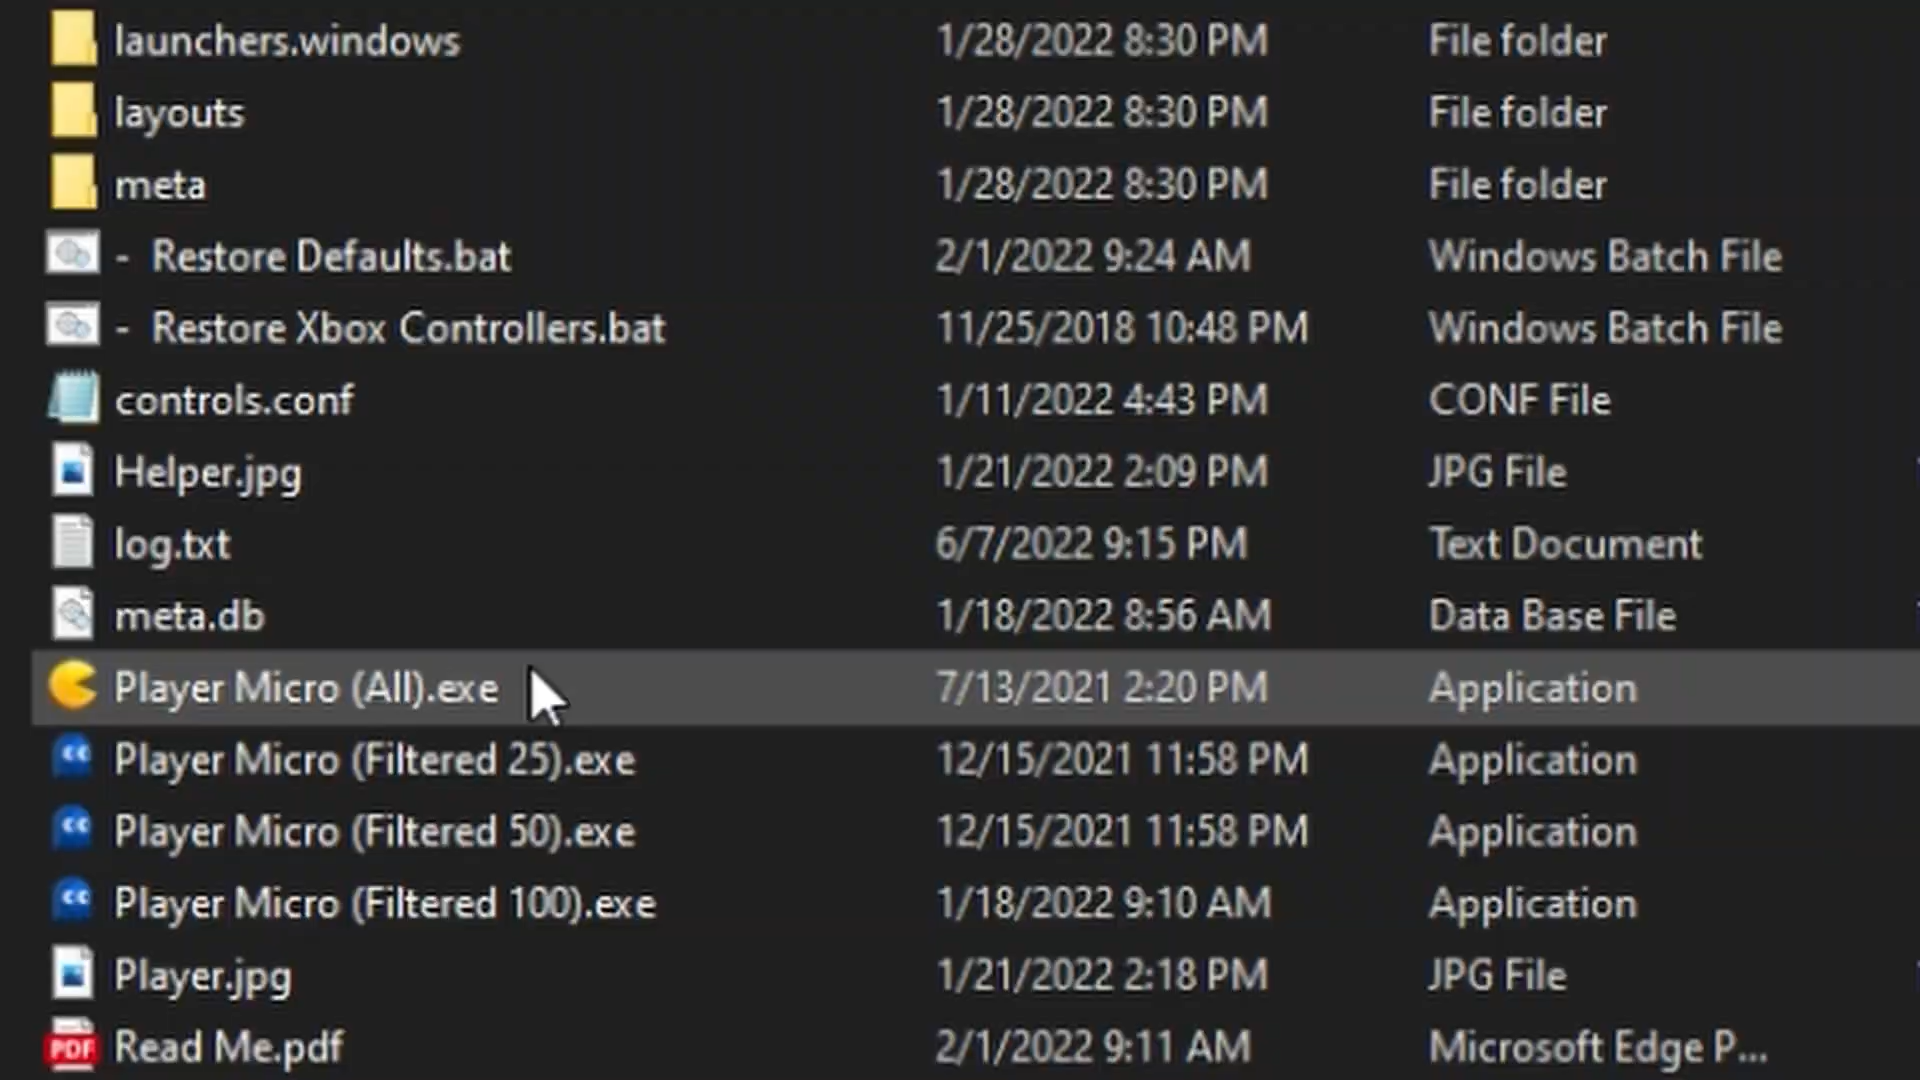 launchers.windows 1/28/2022 8:30 PM File folder
layouts 1/28/2022 8:30 PM File folder
meta 1/28/2022 8:30 PM File folder
- Restore Defaults.bat 2/1/2022 9:24 AM Windows Batch File
- Restore Xbox Controllers.bat 11/25/2018 10:48 PM Windows Batch File
controls.conf 1/11/2022 4:43 PM CONF File
Helper.jpg 1/21/2022 2:09 PM JPG File
log.txt 6/7/2022 9:15 PM Text Document
meta.db 1/18/2022 8:56 AM Data Base File
Player Micro (All).exe 7/13/2021 2:20 PM Application
Player Micro (Filtered 25).exe 12/15/2021 11:58 PM Application
Player Micro (Filtered 50).exe 12/15/2021 11:58 PM Application
Player Micro (Filtered 100).exe 1/18/2022 9:10 AM Application
Player.jpg 1/21/2022 2:18 PM JPG File
PDF Read Me.pdf 2/1/2022 9:11 AM Microsoft Edge P...